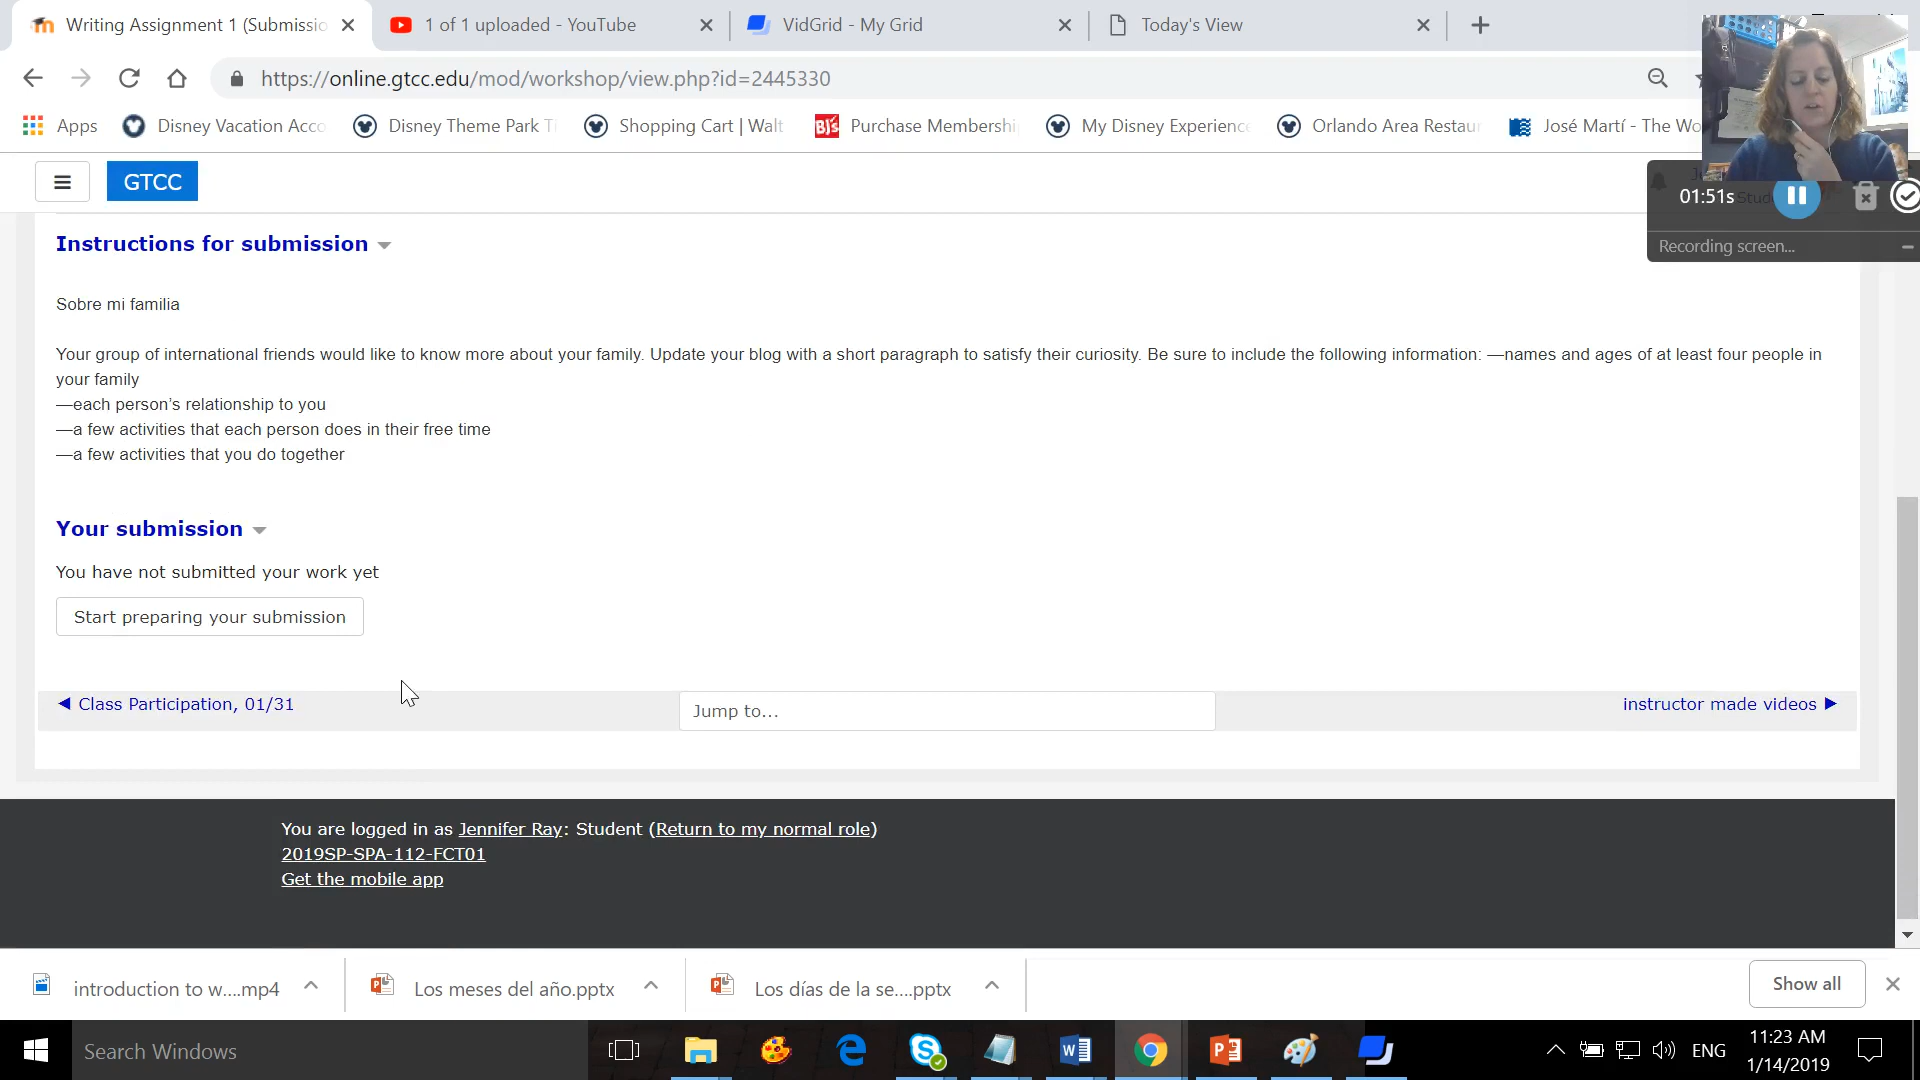 Writing Assignment 1 (Submissio
1 of 1 uploaded - YouTube
VidGrid - My Grid
Today's View
https://online.gtcc.edu/mod/workshop/view.php?id=2445330
Apps
Disney Vacation Acco
Disney Theme Park Ti
Shopping Cart | Walt
BJs
Purchase Membershi
My Disney Experience
Orlando Area Restaur
José Martí - The Wo
GTCC
01:51s
Stud
Recording screen...
Instructions for submission
Sobre mi familia
Your group of international friends would like to know more about your family. Update your blog with a short paragraph to satisfy their curiosity. Be sure to include the following information: —names and ages of at least four people in
your family
—each person's relationship to you
—a few activities that each person does in their free time
—a few activities that you do together
Your submission
You have not submitted your work yet
Start preparing your submission
Class Participation, 01/31
Jump to...
instructor made videos
You are logged in as Jennifer Ray: Student (Return to my normal role)
2019SP-SPA-112-FCT01
Get the mobile app
introduction to w....mp4
Los meses del año.pptx
Los días de la se....pptx
Show all
Search Windows
ENG
11:23 AM
1/14/2019